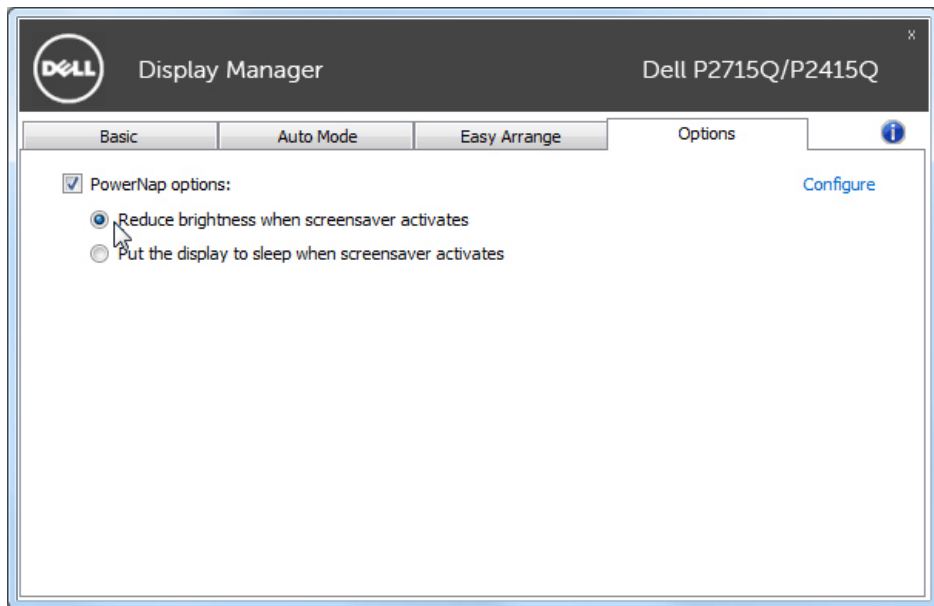 x
DELL
Display Manager
Dell P2715Q/P2415Q
Basic
Auto Mode
Easy Arrange
Options
i
PowerNap options:
Configure
Reduce brightness when screensaver activates
Put the display to sleep when screensaver activates